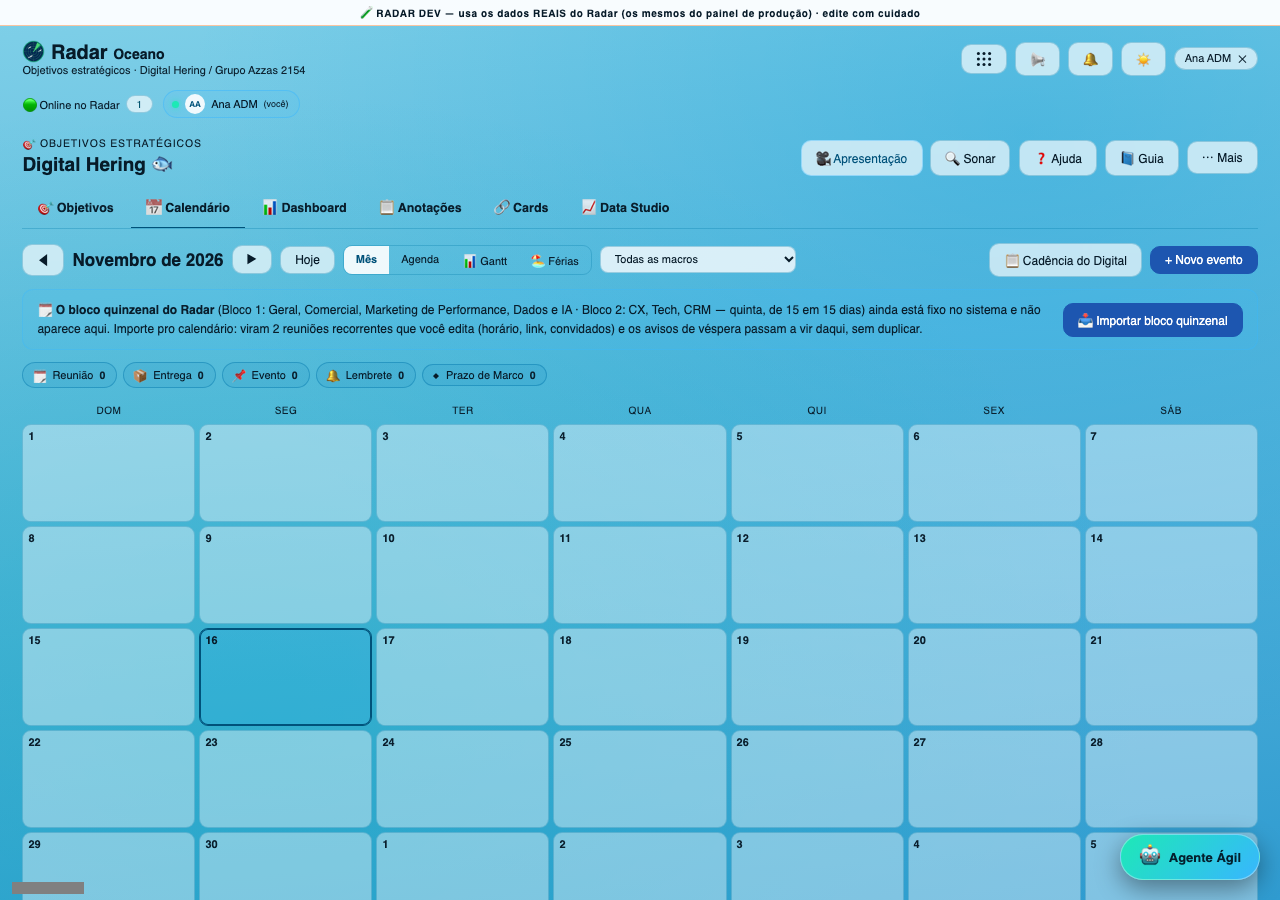 RADAR DEV — usa os dados REAIS do Radar (os mesmos do painel de produção) · edite com cuidado
Radar Oceano
Objetivos estratégicos · Digital Hering / Grupo Azzas 2154
Ana ADM ×
Online no Radar 1 AA Ana ADM (você)
OBJETIVOS ESTRATÉGICOS
Digital Hering
Apresentação Sonar Ajuda Guia ··· Mais
Objetivos Calendário Dashboard Anotações Cards Data Studio
◀ Novembro de 2026 ▶ Hoje Mês Agenda Gantt Férias Todas as macros Cadência do Digital + Novo evento
O bloco quinzenal do Radar (Bloco 1: Geral, Comercial, Marketing de Performance, Dados e IA · Bloco 2: CX, Tech, CRM — quinta, de 15 em 15 dias) ainda está fixo no sistema e não
aparece aqui. Importe pro calendário: viram 2 reuniões recorrentes que você edita (horário, link, convidados) e os avisos de véspera passam a vir daqui, sem duplicar.
Importar bloco quinzenal
Reunião 0 Entrega 0 Evento 0 Lembrete 0 Prazo de Marco 0
DOM SEG TER QUA QUI SEX SÁB
1 2 3 4 5 6 7
8 9 10 11 12 13 14
15 16 17 18 19 20 21
22 23 24 25 26 27 28
29 30 1 2 3 4 5
Agente Ágil